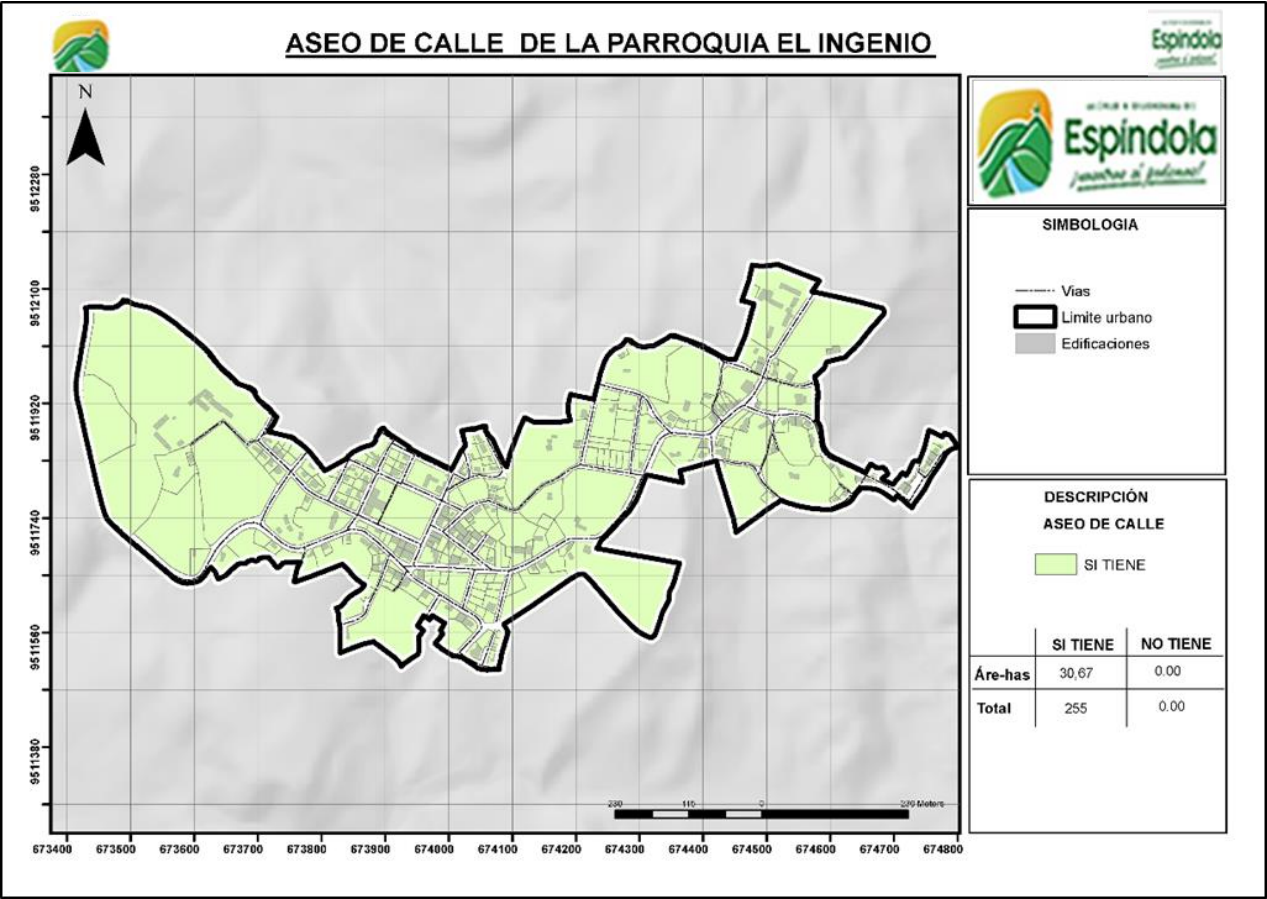 ASEO DE CALLE DE LA PARROQUIA EL INGENIO
Espíndola
N
Espíndola
¡nuestro si podemos!
SIMBOLOGIA
Vias
Limite urbano
Edificaciones
DESCRIPCIÓN
ASEO DE CALLE
SI TIENE
SI TIENE NO TIENE
Áre-has 30,67 0.00
Total 255 0.00
9512280
9512100
9511920
9511740
9511560
9511380
230 115 0 230 Meters
673400 673500 673600 673700 673800 673900 674000 674100 674200 674300 674400 674500 674600 674700 674800